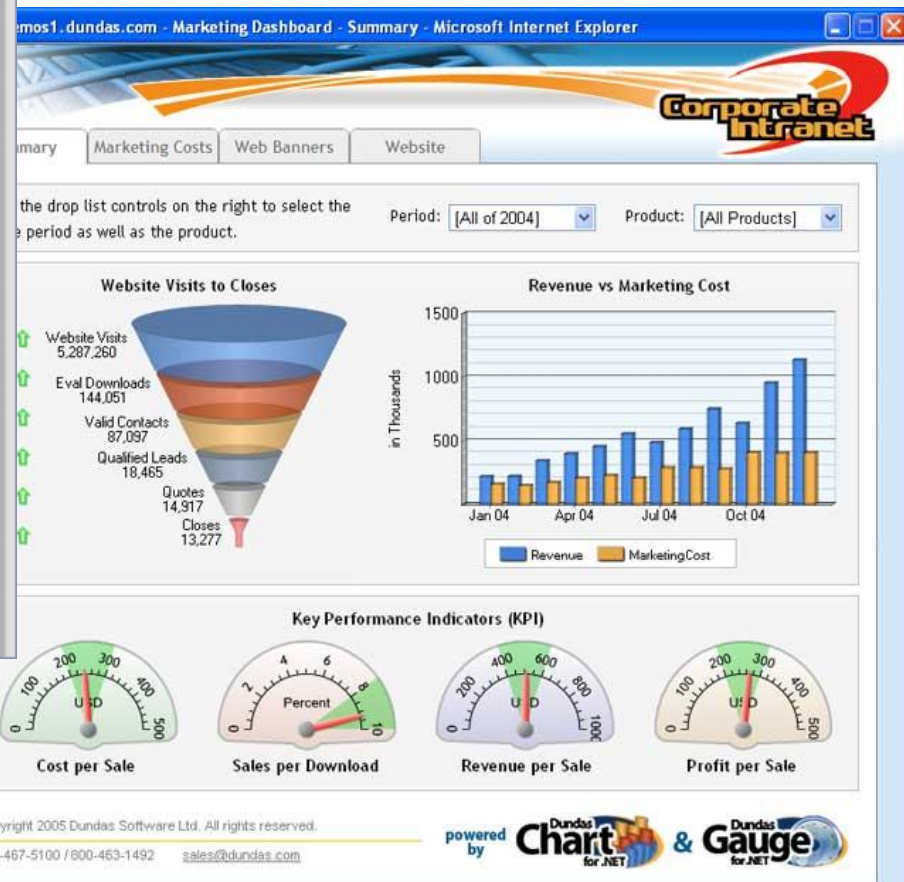 emos1.dundas.com - Marketing Dashboard - Summary - Microsoft Internet Explorer
Corporate
Intranet
mmary
Marketing Costs
Web Banners
Website
the drop list controls on the right to select the
e period as well as the product.
Period: [All of 2004]
Product: [All Products]
Website Visits to Closes
Website Visits
5,287,260
Eval Downloads
144,051
Valid Contacts
87,097
Qualified Leads
18,465
Quotes
14,917
Closes
13,277
Revenue vs Marketing Cost
1500
1000
500
in Thousands
Jan 04 Apr 04 Jul 04 Oct 04
Revenue MarketingCost
Key Performance Indicators (KPI)
0 100 200 300 400 500
USD
Cost per Sale
0 2 4 6 8 10
Percent
Sales per Download
0 200 400 600 800 1000
USD
Revenue per Sale
0 100 200 300 400 500
USD
Profit per Sale
yright 2005 Dundas Software Ltd. All rights reserved.
-467-5100 / 800-463-1492 sales@dundas.com
powered
by
Dundas
Chart
for .NET
&
Dundas
Gauge
for .NET